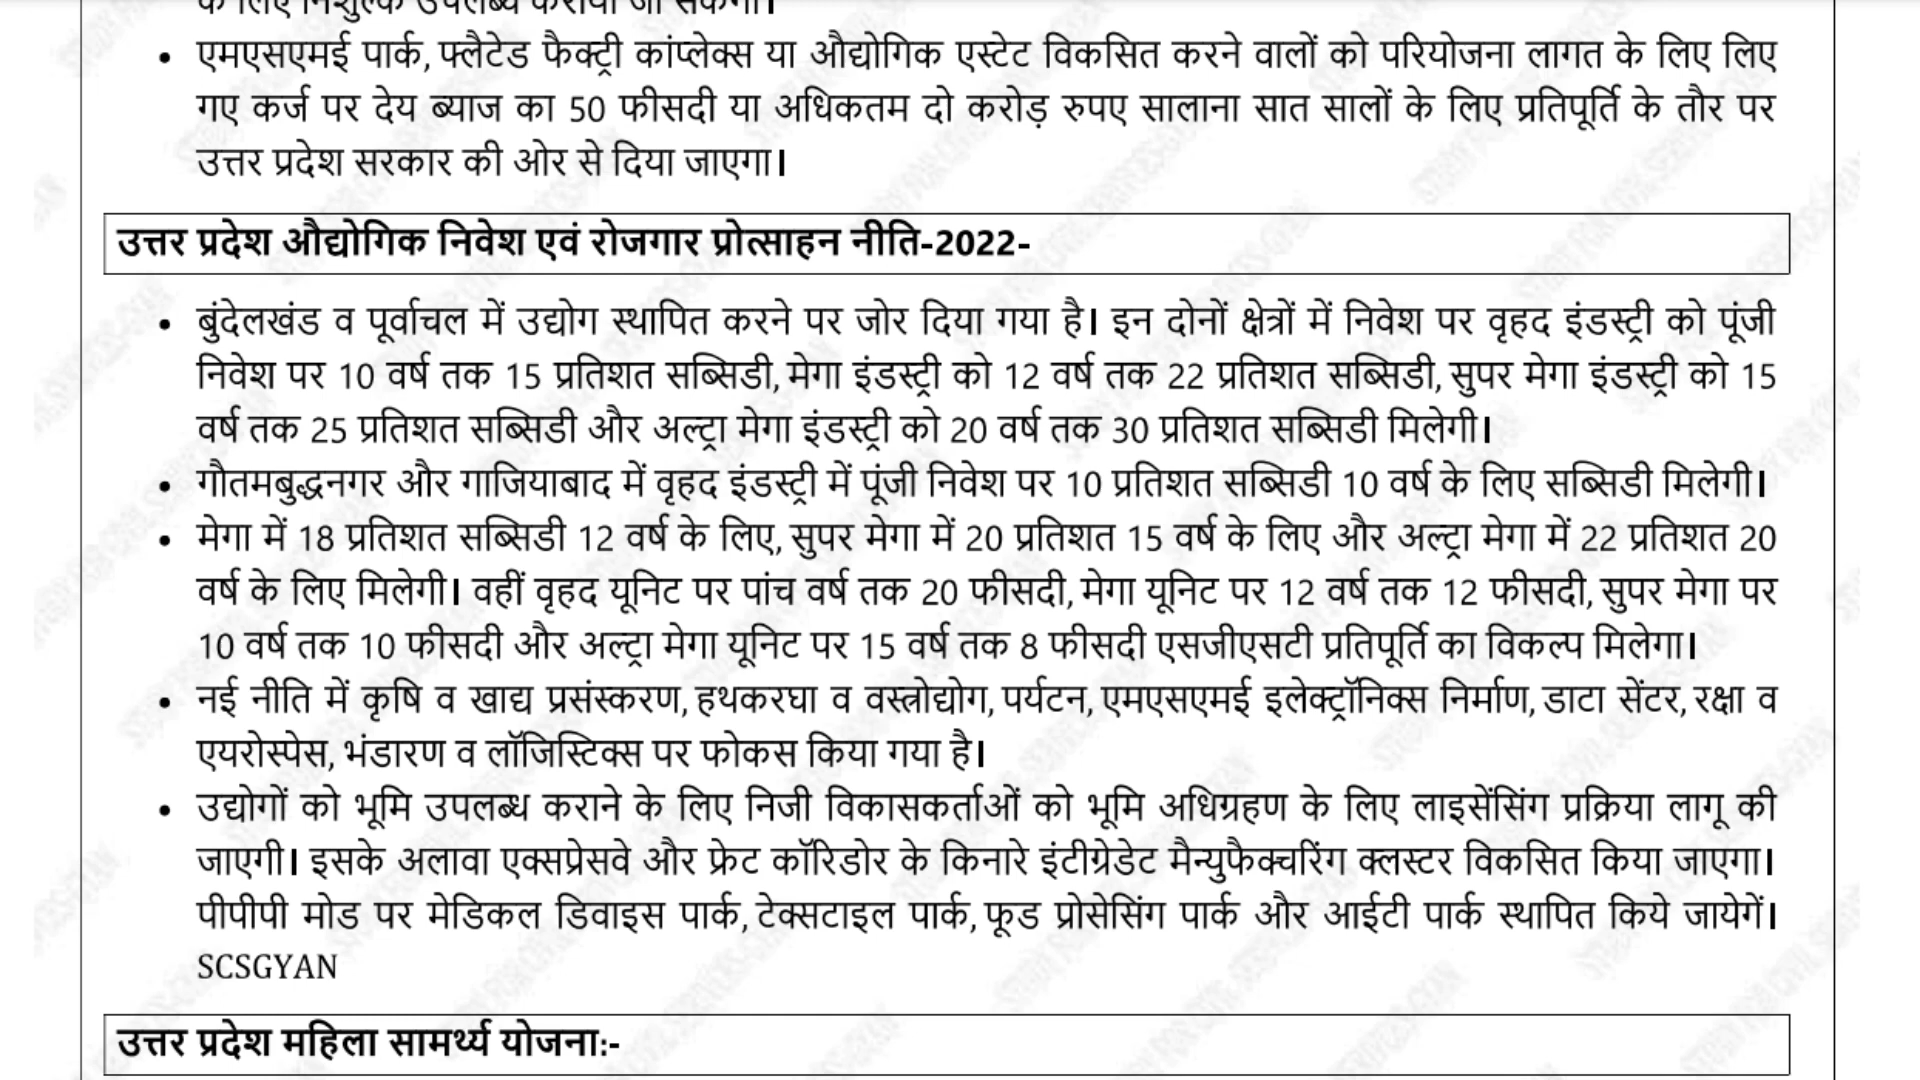 के लिए निशुल्क उपलब्ध कराया जा सकेगा।
• एमएसएमई पार्क, फ्लैटेड फैक्ट्री कांप्लेक्स या औद्योगिक एस्टेट विकसित करने वालों को परियोजना लागत के लिए लिए
गए कर्ज पर देय ब्याज का 50 फीसदी या अधिकतम दो करोड़ रुपए सालाना सात सालों के लिए प्रतिपूर्ति के तौर पर
उत्तर प्रदेश सरकार की ओर से दिया जाएगा।
उत्तर प्रदेश औद्योगिक निवेश एवं रोजगार प्रोत्साहन नीति-2022-
• बुंदेलखंड व पूर्वाचल में उद्योग स्थापित करने पर जोर दिया गया है। इन दोनों क्षेत्रों में निवेश पर वृहद इंडस्ट्री को पूंजी
निवेश पर 10 वर्ष तक 15 प्रतिशत सब्सिडी, मेगा इंडस्ट्री को 12 वर्ष तक 22 प्रतिशत सब्सिडी, सुपर मेगा इंडस्ट्री को 15
वर्ष तक 25 प्रतिशत सब्सिडी और अल्ट्रा मेगा इंडस्ट्री को 20 वर्ष तक 30 प्रतिशत सब्सिडी मिलेगी।
• गौतमबुद्धनगर और गाजियाबाद में वृहद इंडस्ट्री में पूंजी निवेश पर 10 प्रतिशत सब्सिडी 10 वर्ष के लिए सब्सिडी मिलेगी।
• मेगा में 18 प्रतिशत सब्सिडी 12 वर्ष के लिए, सुपर मेगा में 20 प्रतिशत 15 वर्ष के लिए और अल्ट्रा मेगा में 22 प्रतिशत 20
वर्ष के लिए मिलेगी। वहीं वृहद यूनिट पर पांच वर्ष तक 20 फीसदी, मेगा यूनिट पर 12 वर्ष तक 12 फीसदी, सुपर मेगा पर
10 वर्ष तक 10 फीसदी और अल्ट्रा मेगा यूनिट पर 15 वर्ष तक 8 फीसदी एसजीएसटी प्रतिपूर्ति का विकल्प मिलेगा।
• नई नीति में कृषि व खाद्य प्रसंस्करण, हथकरघा व वस्त्रोद्योग, पर्यटन, एमएसएमई इलेक्ट्रॉनिक्स निर्माण, डाटा सेंटर, रक्षा व
एयरोस्पेस, भंडारण व लॉजिस्टिक्स पर फोकस किया गया है।
• उद्योगों को भूमि उपलब्ध कराने के लिए निजी विकासकर्ताओं को भूमि अधिग्रहण के लिए लाइसेंसिंग प्रक्रिया लागू की
जाएगी। इसके अलावा एक्सप्रेसवे और फ्रेट कॉरिडोर के किनारे इंटीग्रेडेट मैन्युफैक्चरिंग क्लस्टर विकसित किया जाएगा।
पीपीपी मोड पर मेडिकल डिवाइस पार्क, टेक्सटाइल पार्क, फूड प्रोसेसिंग पार्क और आईटी पार्क स्थापित किये जायेगें।
SCSGYAN
उत्तर प्रदेश महिला सामर्थ्य योजनाः-